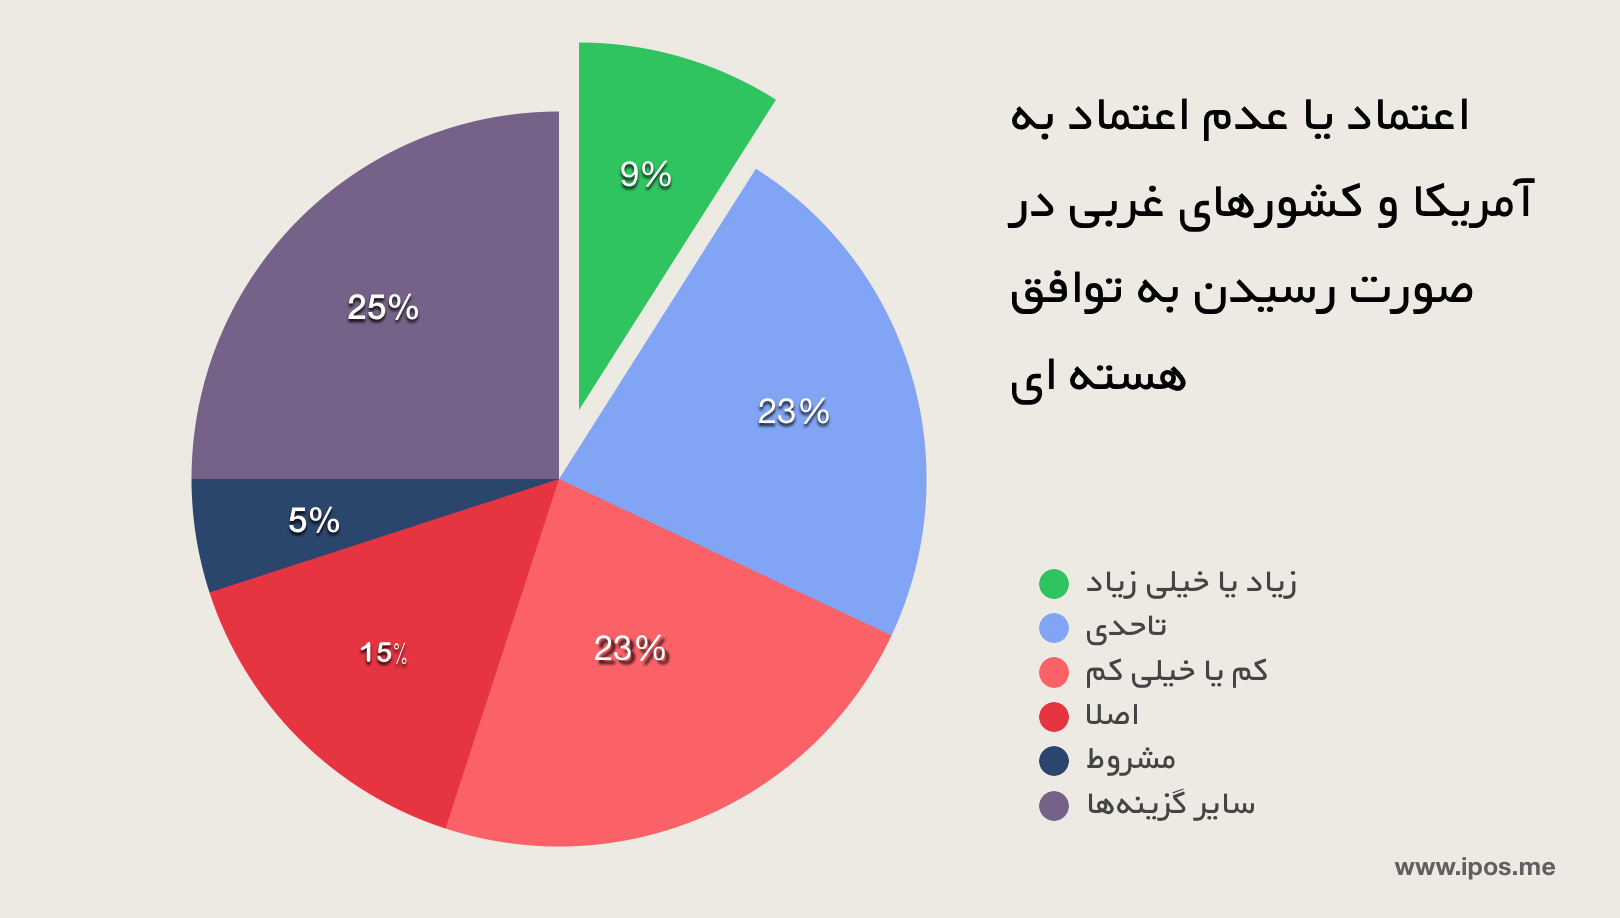 اعتماد یا عدم اعتماد به
آمریکا و کشورهای غربی در
صورت رسیدن به توافق
هسته ای
9%
25%
23%
5%
23%
15%
زیاد یا خیلی زیاد
تاحدی
کم یا خیلی کم
اصلا
مشروط
سایر گزینه‌ها
www.ipos.me